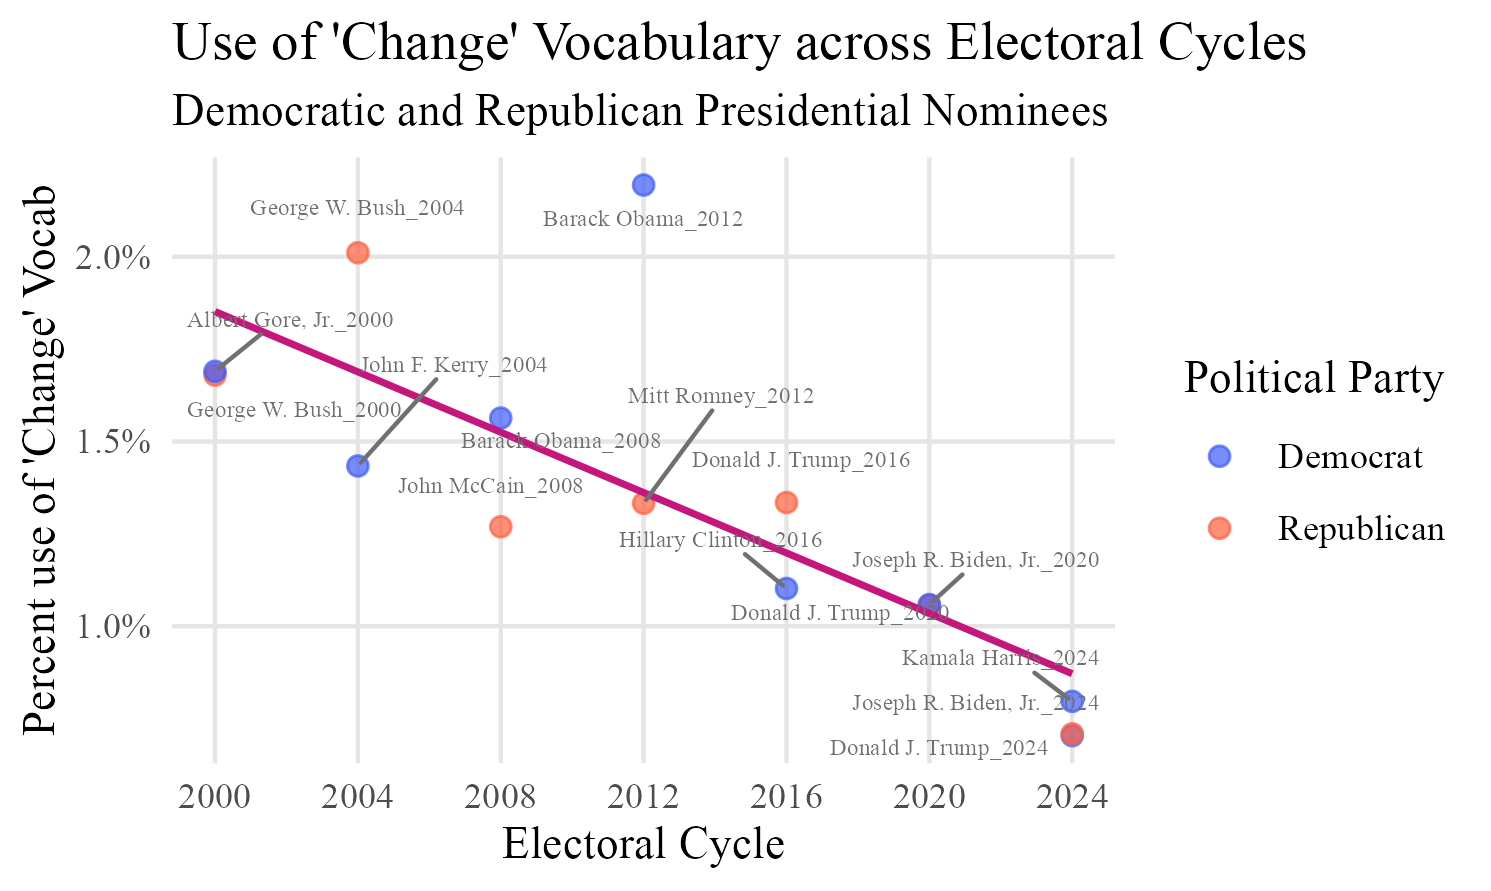 Use of 'Change' Vocabulary across Electoral Cycles
Democratic and Republican Presidential Nominees
Percent use of 'Change' Vocab
2.0%
1.5%
1.0%
George W. Bush_2004
Barack Obama_2012
Albert Gore, Jr._2000
John F. Kerry_2004
Mitt Romney_2012
George W. Bush_2000
Barack Obama_2008
Donald J. Trump_2016
John McCain_2008
Hillary Clinton_2016
Joseph R. Biden, Jr._2020
Donald J. Trump_2020
Kamala Harris_2024
Joseph R. Biden, Jr._2024
Donald J. Trump_2024
2000 2004 2008 2012 2016 2020 2024
Electoral Cycle
Political Party
Democrat
Republican